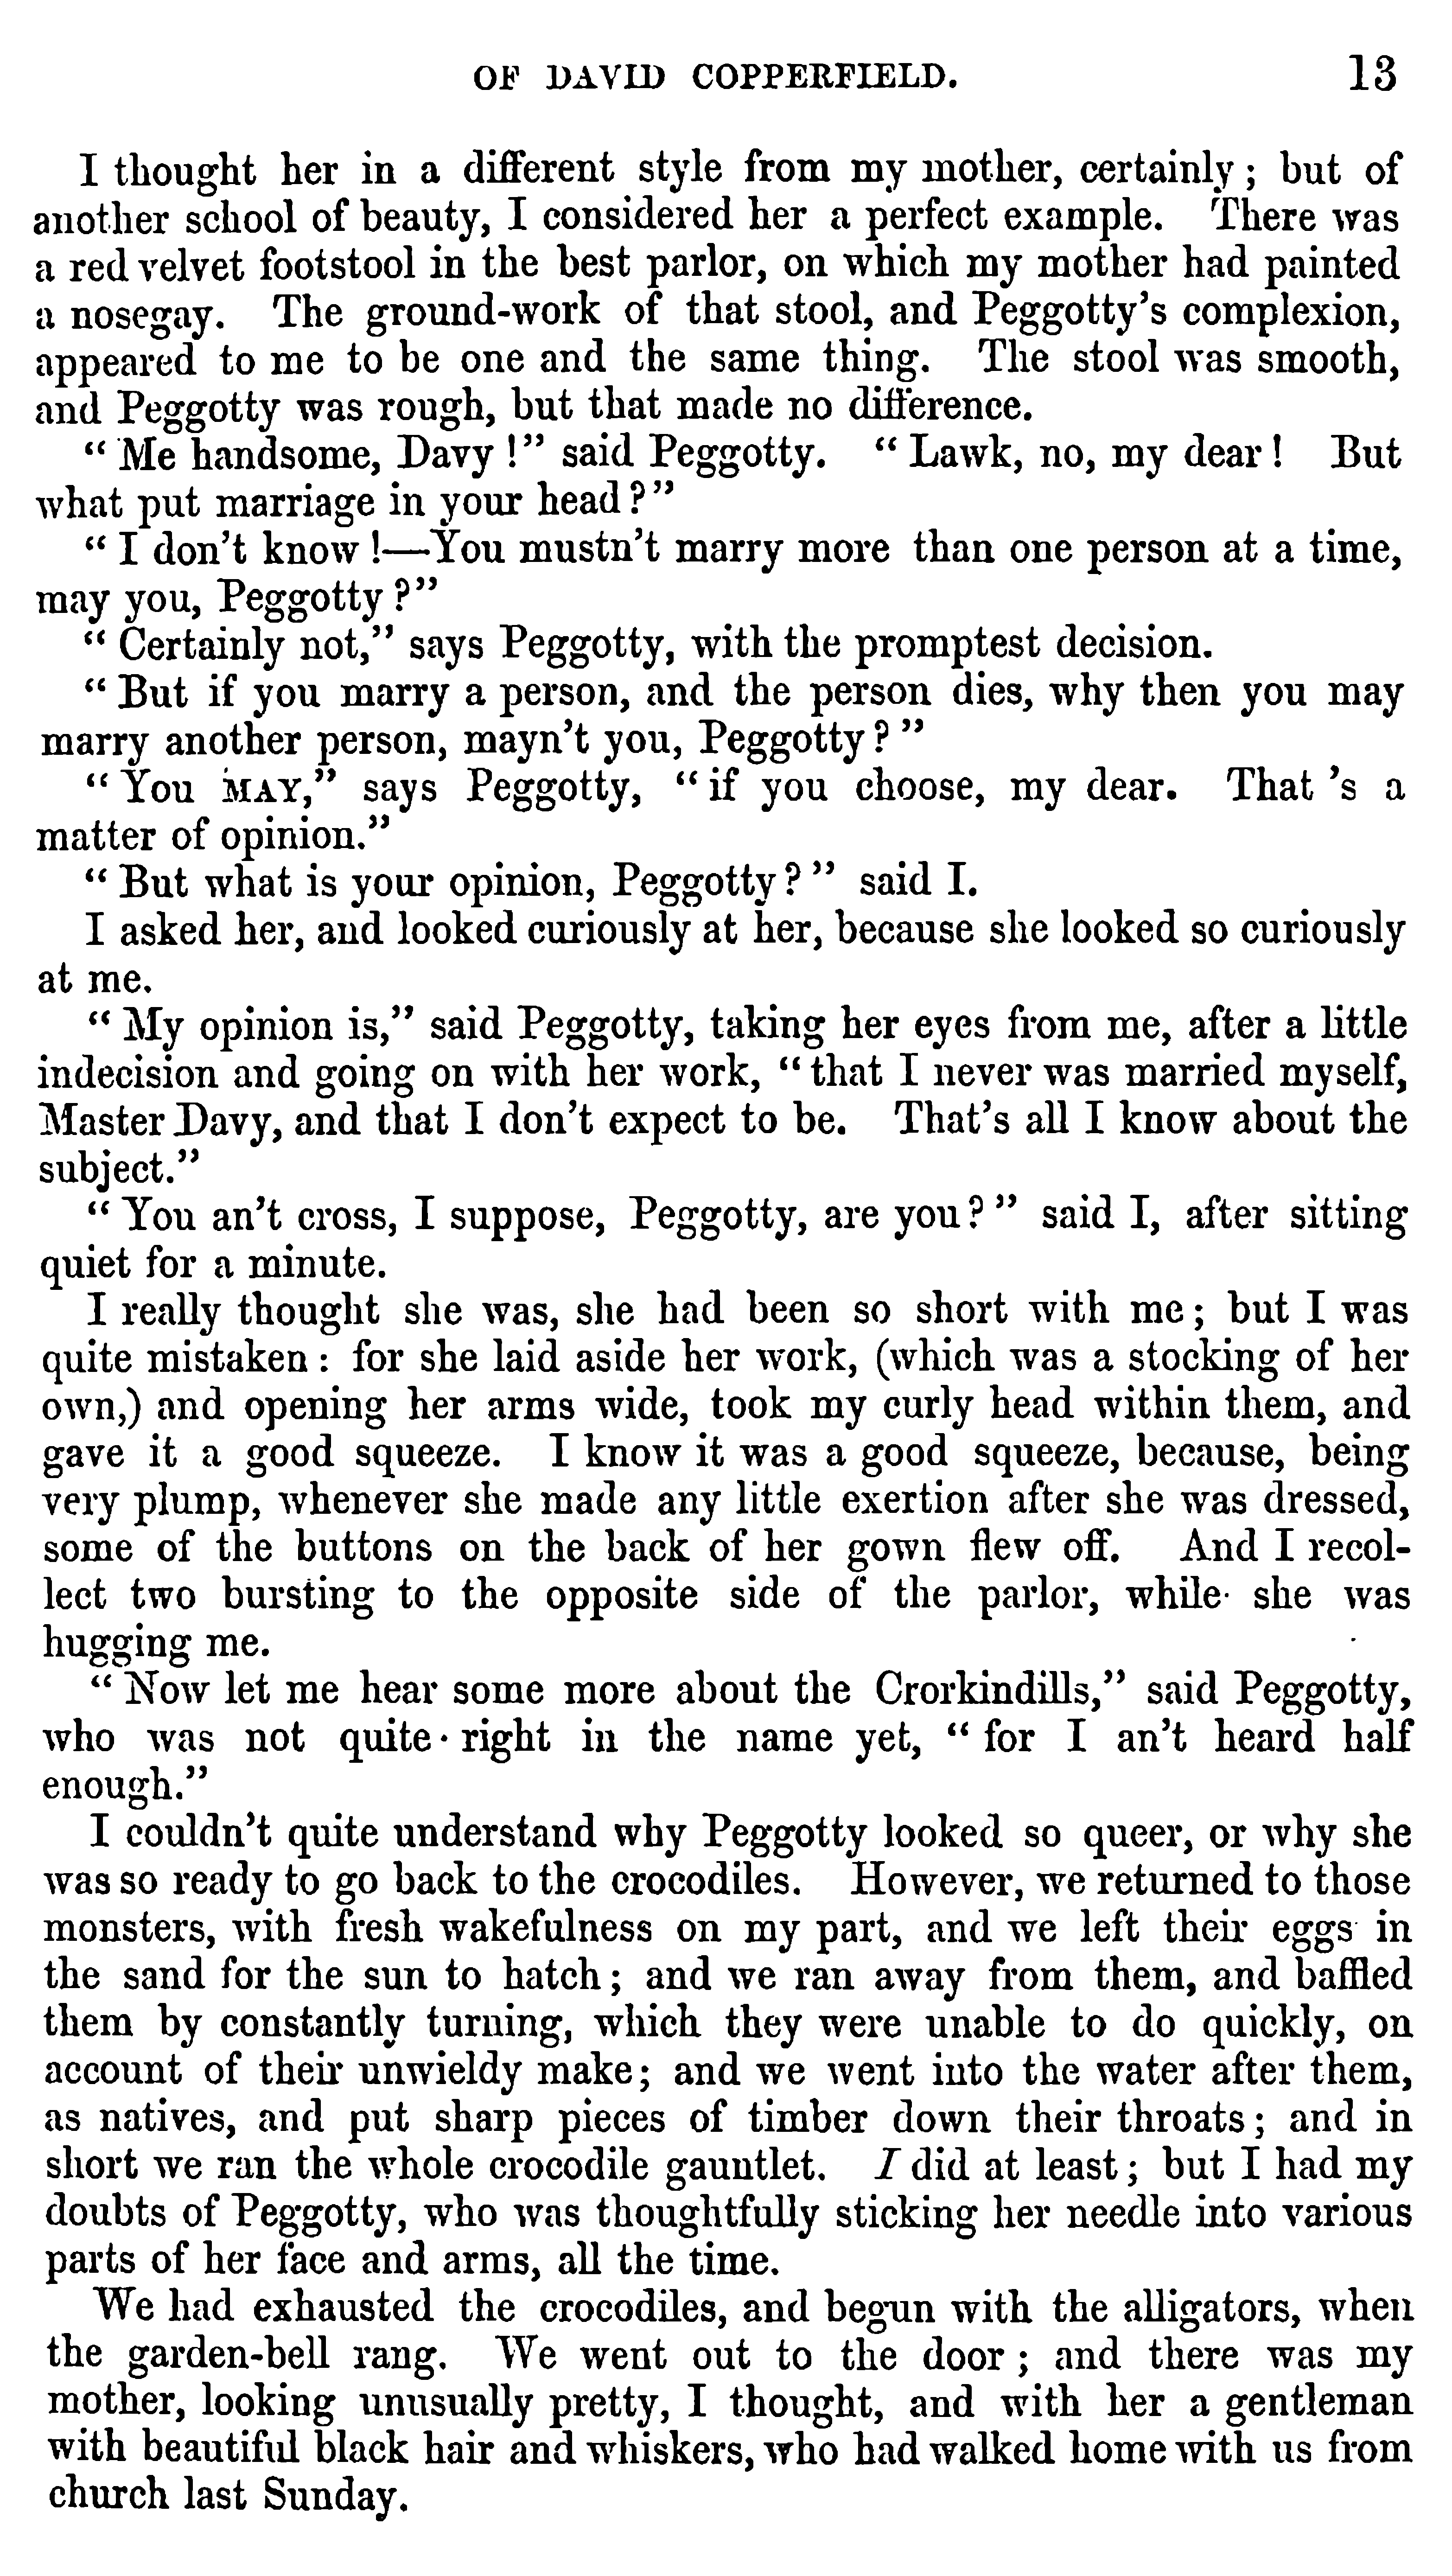 OF DAVID COPPERFIELD. 13
I thought her in a different style from my mother, certainly; but of
another school of beauty, I considered her a perfect example. There was
a red velvet footstool in the best parlor, on which my mother had painted
a nosegay. The ground-work of that stool, and Peggotty's complexion,
appeared to me to be one and the same thing. The stool was smooth,
and Peggotty was rough, but that made no difference.
"Me handsome, Davy!" said Peggotty. "Lawk, no, my dear! But
what put marriage in your head?"
"I don't know!—You mustn't marry more than one person at a time,
may you, Peggotty?"
"Certainly not," says Peggotty, with the promptest decision.
"But if you marry a person, and the person dies, why then you may
marry another person, mayn't you, Peggotty?"
"You MAY," says Peggotty, "if you choose, my dear. That 's a
matter of opinion."
"But what is your opinion, Peggotty?" said I.
I asked her, and looked curiously at her, because she looked so curiously
at me.
"My opinion is," said Peggotty, taking her eyes from me, after a little
indecision and going on with her work, "that I never was married myself,
Master Davy, and that I don't expect to be. That's all I know about the
subject."
"You an't cross, I suppose, Peggotty, are you?" said I, after sitting
quiet for a minute.
I really thought she was, she had been so short with me; but I was
quite mistaken: for she laid aside her work, (which was a stocking of her
own,) and opening her arms wide, took my curly head within them, and
gave it a good squeeze. I know it was a good squeeze, because, being
very plump, whenever she made any little exertion after she was dressed,
some of the buttons on the back of her gown flew off. And I recol-
lect two bursting to the opposite side of the parlor, while she was
hugging me.
"Now let me hear some more about the Crorkindills," said Peggotty,
who was not quite right in the name yet, "for I an't heard half
enough."
I couldn't quite understand why Peggotty looked so queer, or why she
was so ready to go back to the crocodiles. However, we returned to those
monsters, with fresh wakefulness on my part, and we left their eggs in
the sand for the sun to hatch; and we ran away from them, and baffled
them by constantly turning, which they were unable to do quickly, on
account of their unwieldy make; and we went into the water after them,
as natives, and put sharp pieces of timber down their throats; and in
short we ran the whole crocodile gauntlet. I did at least; but I had my
doubts of Peggotty, who was thoughtfully sticking her needle into various
parts of her face and arms, all the time.
We had exhausted the crocodiles, and begun with the alligators, when
the garden-bell rang. We went out to the door; and there was my
mother, looking unusually pretty, I thought, and with her a gentleman
with beautiful black hair and whiskers, who had walked home with us from
church last Sunday.